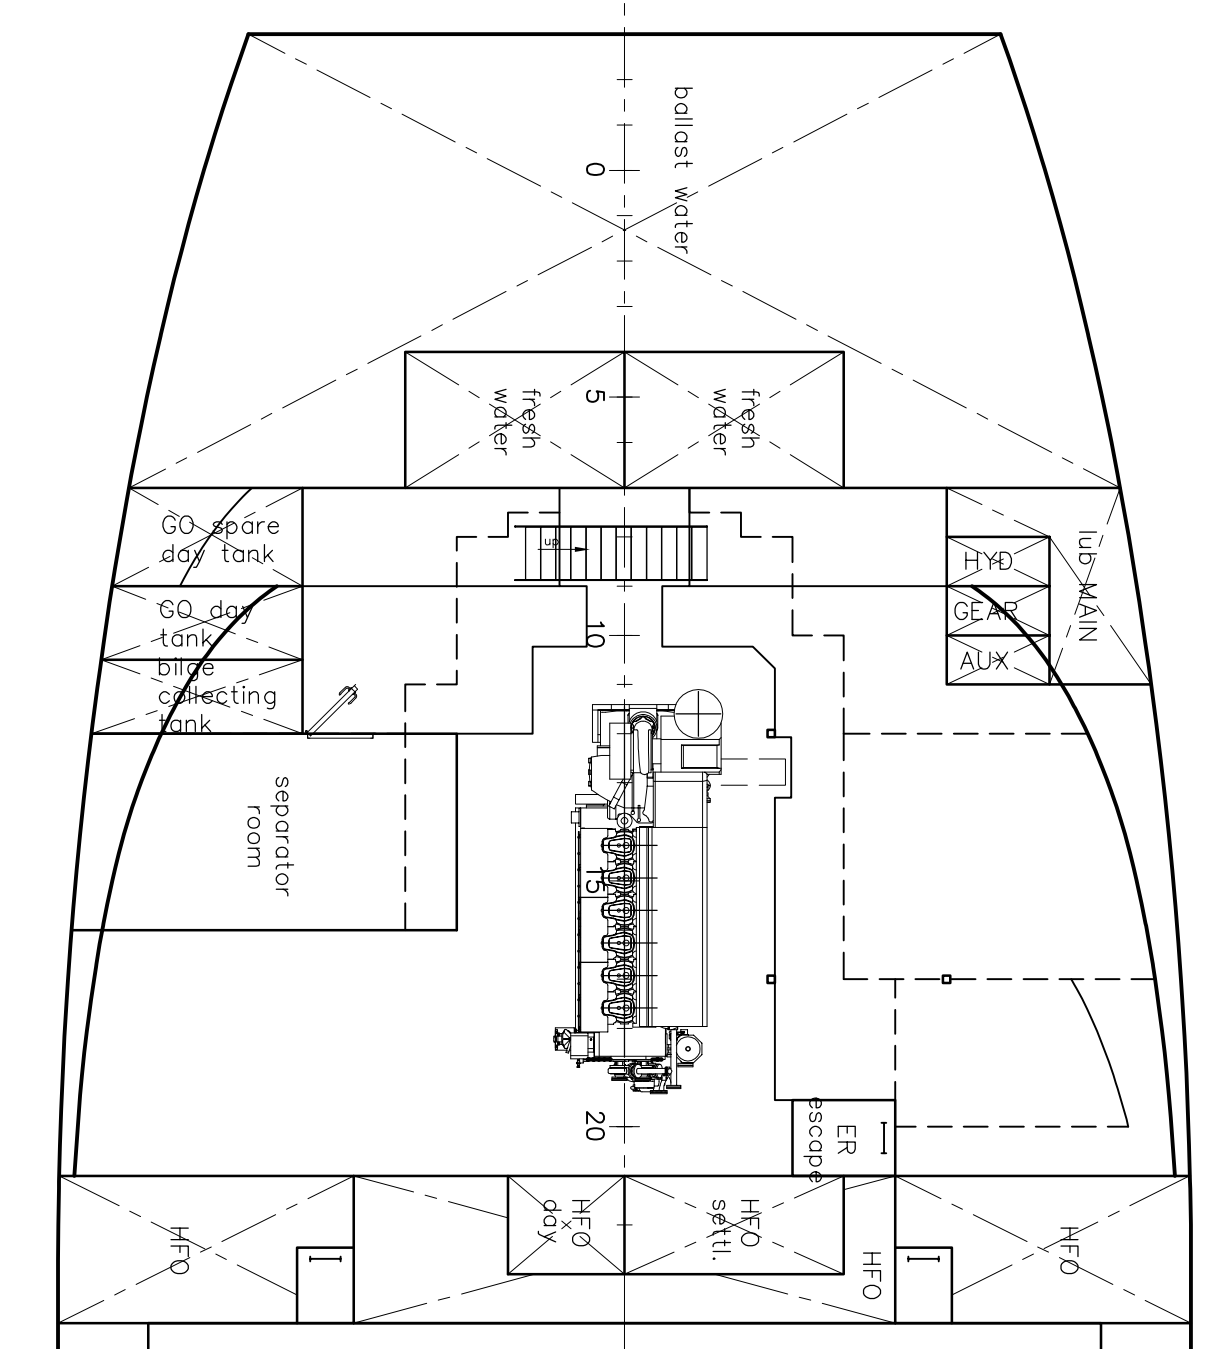 ballast water
0
fresh
water
5
fresh
water
GO spare
day tank
up
HYD
lub MAIN
GO day
tank
10
GEAR
AUX
bilge
collecting
tank
separator
room
15
20
escape
ER
HFO
HFO
day
HFO
settl.
HFO
HFO